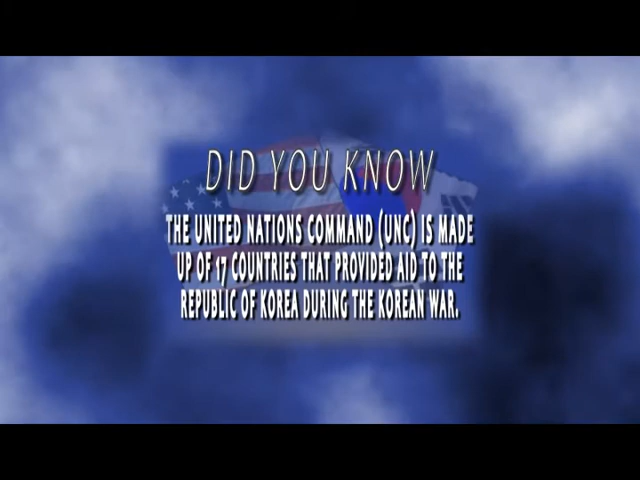 DID YOU KNOW
THE UNITED NATIONS COMMAND (UNC) IS MADE
UP OF 17 COUNTRIES THAT PROVIDED AID TO THE
REPUBLIC OF KOREA DURING THE KOREAN WAR.